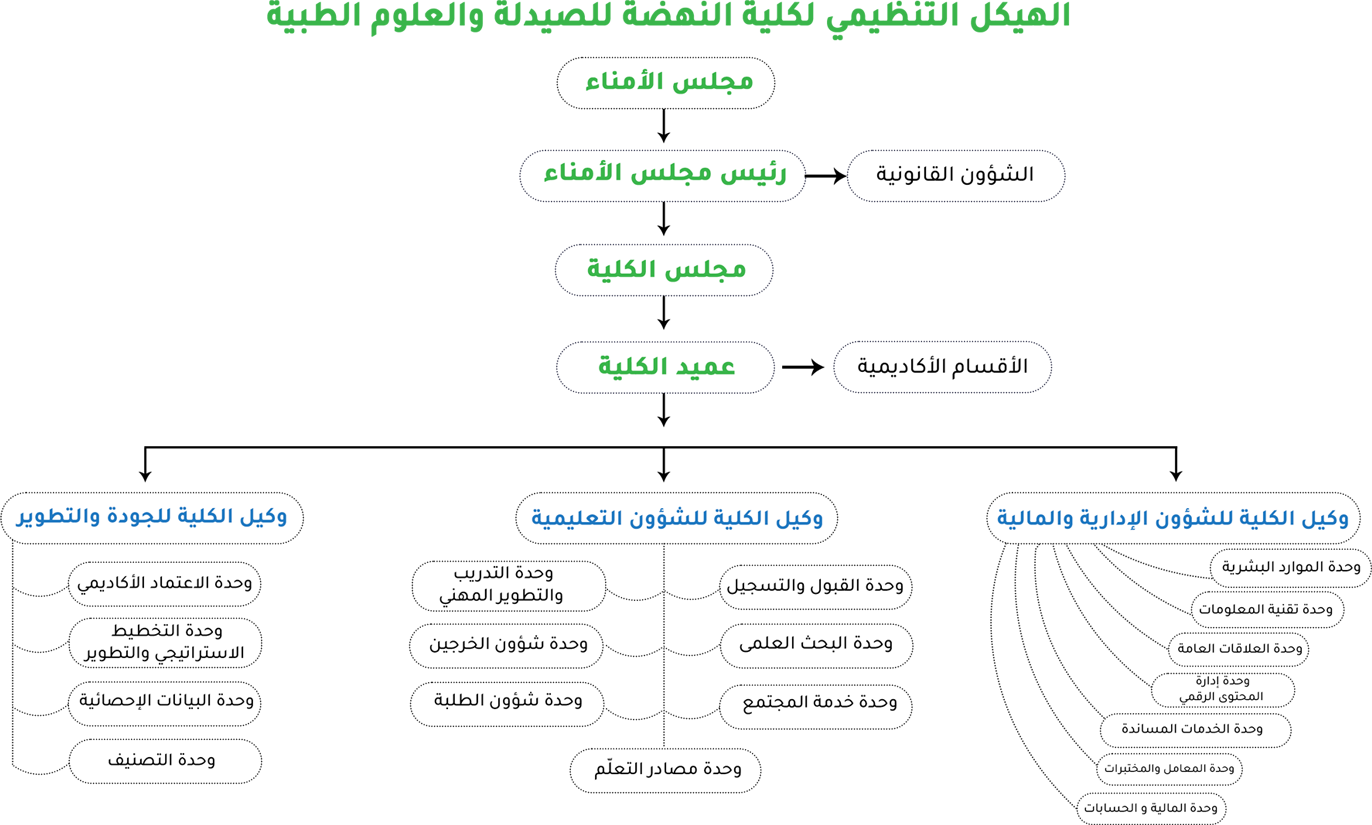 الهيكل التنظيمي لكلية النهضة للصيدلة والعلوم الطبية
مجلس الأمناء
رئيس مجلس الأمناء
الشؤون القانونية
مجلس الكلية
عميد الكلية
الأقسام الأكاديمية
وكيل الكلية للشؤون الإدارية والمالية
وحدة الموارد البشرية
وحدة تقنية المعلومات
وحدة العلاقات العامة
وحدة إدارة
المحتوى الرقمي
وحدة الخدمات المساندة
وحدة المعامل والمختبرات
وحدة المالية و الحسابات
وكيل الكلية للشؤون التعليمية
وحدة القبول والتسجيل
وحدة التدريب
والتطوير المهني
وحدة البحث العلمى
وحدة شؤون الخرجين
وحدة خدمة المجتمع
وحدة شؤون الطلبة
وحدة مصادر التعلّم
وكيل الكلية للجودة والتطوير
وحدة الاعتماد الأكاديمي
وحدة التخطيط
الاستراتيجي والتطوير
وحدة البيانات الإحصائية
وحدة التصنيف